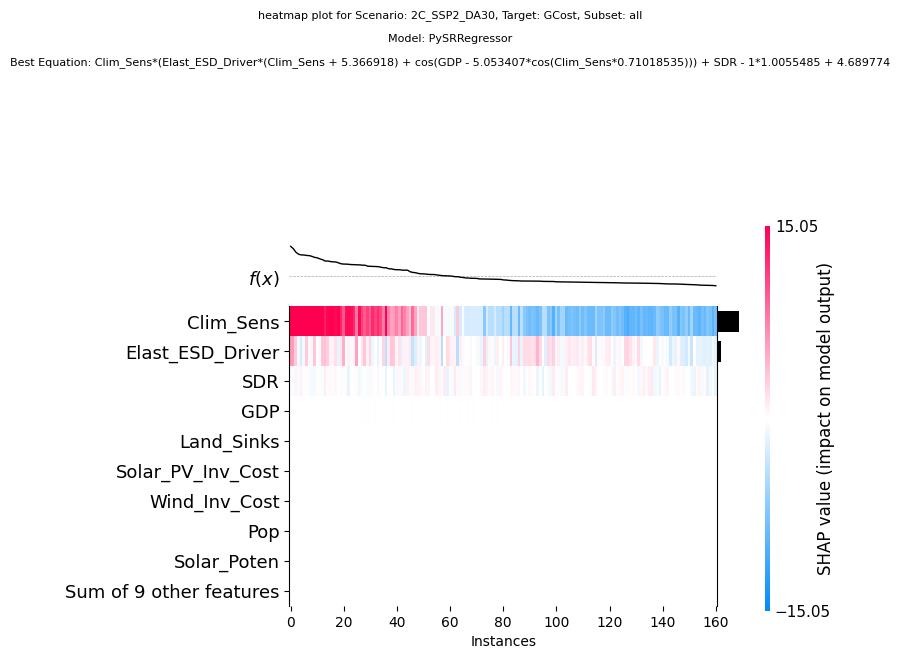 heatmap plot for Scenario: 2C_SSP2_DA30, Target: GCost, Subset: all
Model: PySRRegressor
Best Equation: Clim_Sens*(Elast_ESD_Driver*(Clim_Sens + 5.366918) + cos(GDP - 5.053407*cos(Clim_Sens*0.71018535))) + SDR - 1*1.0055485 + 4.689774
15.05
f(x)
Clim_Sens
Elast_ESD_Driver
SDR
GDP
Land_Sinks
Solar_PV_Inv_Cost
Wind_Inv_Cost
Pop
Solar_Poten
Sum of 9 other features
SHAP value (impact on model output)
−15.05
0 20 40 60 80 100 120 140 160
Instances